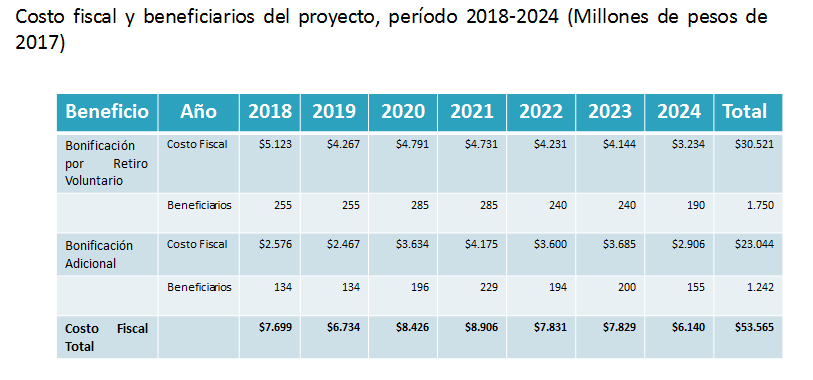 Costo fiscal y beneficiarios del proyecto, período 2018-2024 (Millones de pesos de
2017)
Beneficio Año 2018 2019 2020 2021 2022 2023 2024 Total
Bonificación por Retiro Voluntario Costo Fiscal $5.123 $4.267 $4.791 $4.731 $4.231 $4.144 $3.234 $30.521
Beneficiarios 255 255 285 285 240 240 190 1.750
Bonificación Adicional Costo Fiscal $2.576 $2.467 $3.634 $4.175 $3.600 $3.685 $2.906 $23.044
Beneficiarios 134 134 196 229 194 200 155 1.242
Costo Fiscal Total $7.699 $6.734 $8.426 $8.906 $7.831 $7.829 $6.140 $53.565